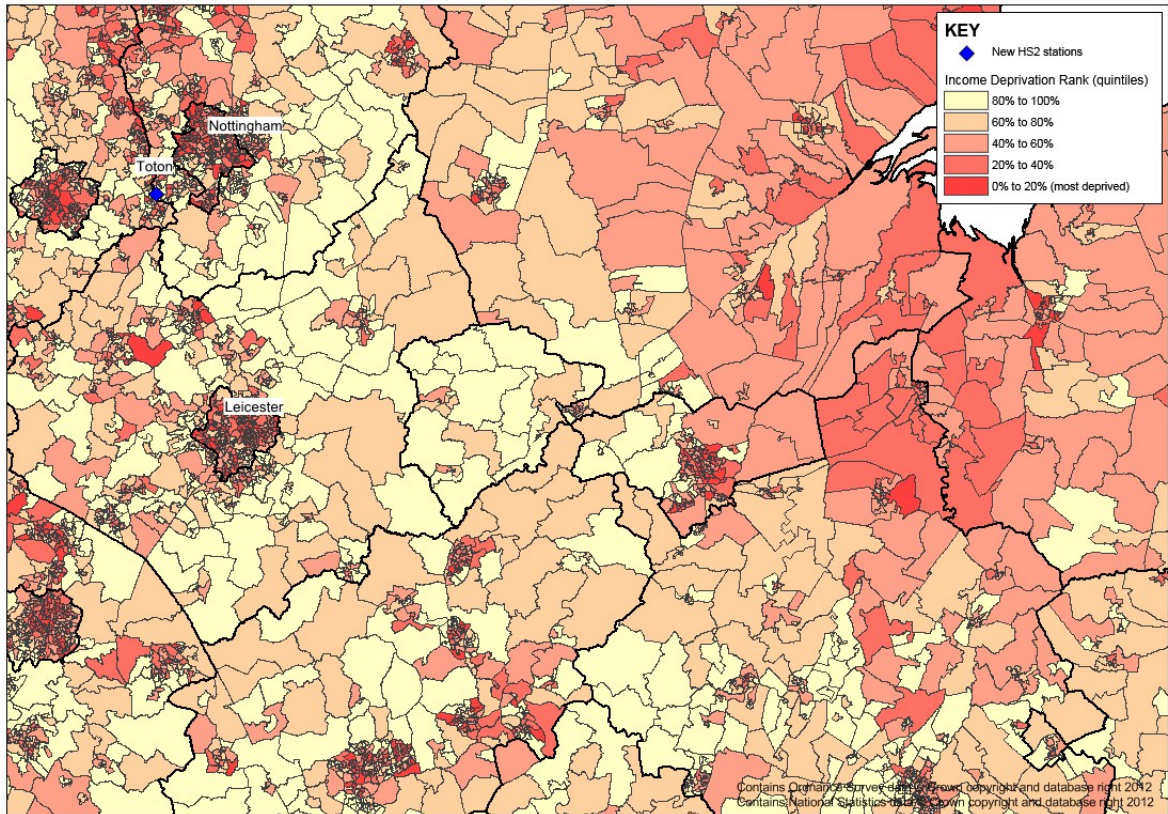 KEY
New HS2 stations
Income Deprivation Rank (quintiles)
80% to 100%
60% to 80%
40% to 60%
20% to 40%
0% to 20% (most deprived)
Nottingham
Toton
Leicester
Contains Ordnance Survey data © Crown copyright and database right 2012
Contains National Statistics data © Crown copyright and database right 2012